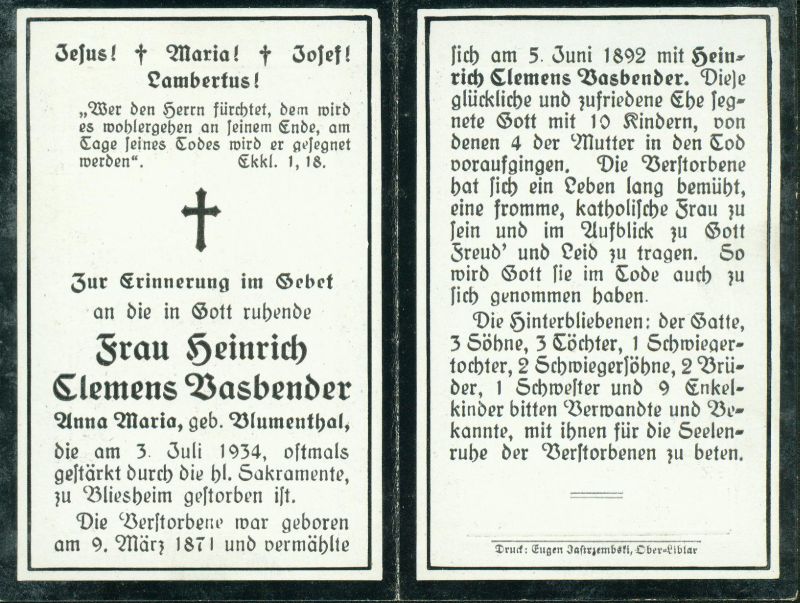 Jesus! † Maria! † Josef!
Lambertus!
„Wer den Herrn fürchtet, dem wird
es wohlergehen an seinem Ende, am
Tage seines Todes wird er gesegnet
werden“. Ekkl. 1, 18.
Zur Erinnerung im Gebet
an die in Gott ruhende
Frau Heinrich
Clemens Vasbender
Anna Maria, geb. Blumenthal,
die am 3. Juli 1934, oftmals
gestärkt durch die hl. Sakramente,
zu Bliesheim gestorben ist.
Die Verstorbene war geboren
am 9. März 1871 und vermählte
sich am 5. Juni 1892 mit Hein-
rich Clemens Vasbender. Diese
glückliche und zufriedene Ehe seg-
nete Gott mit 10 Kindern, von
denen 4 der Mutter in den Tod
voraufgingen. Die Verstorbene
hat sich ein Leben lang bemüht,
eine fromme, katholische Frau zu
sein und im Aufblick zu Gott
Freud' und Leid zu tragen. So
wird Gott sie im Tode auch zu
sich genommen haben.
Die Hinterbliebenen: der Gatte,
3 Söhne, 3 Töchter, 1 Schwieger-
tochter, 2 Schwiegersöhne, 2 Brü-
der, 1 Schwester und 9 Enkel-
kinder bitten Verwandte und Be-
kannte, mit ihnen für die Seelen-
ruhe der Verstorbenen zu beten.
Druck: Eugen Jastrzembski, Ober-Liblar